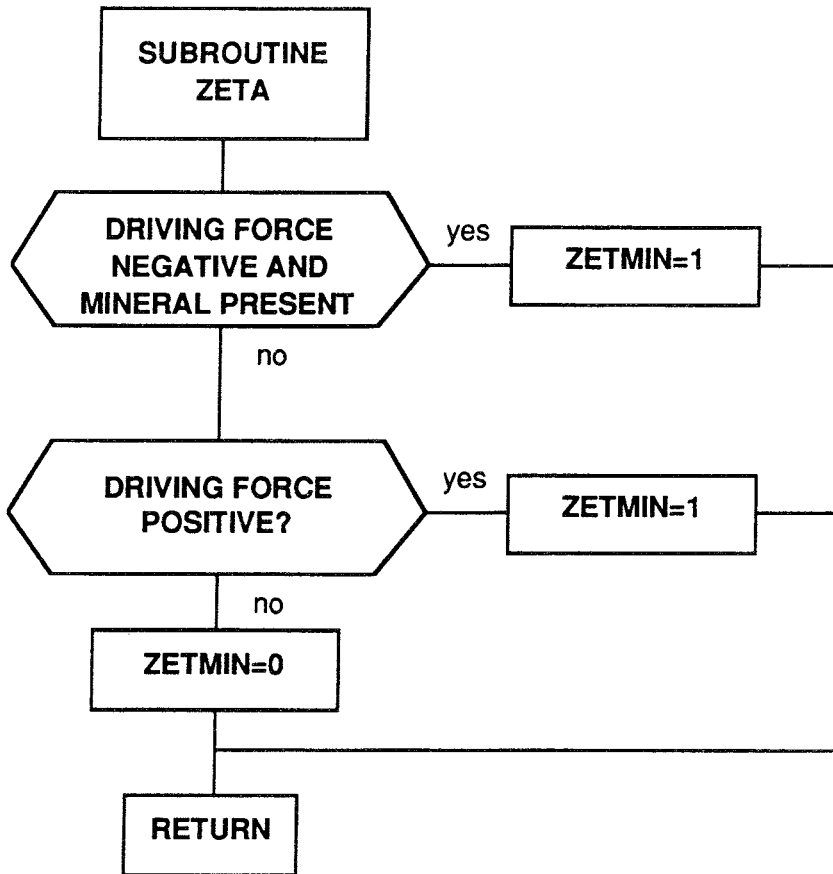 SUBROUTINE
ZETA
DRIVING FORCE
NEGATIVE AND
MINERAL PRESENT
yes
ZETMIN=1
no
DRIVING FORCE
POSITIVE?
yes
ZETMIN=1
no
ZETMIN=0
RETURN